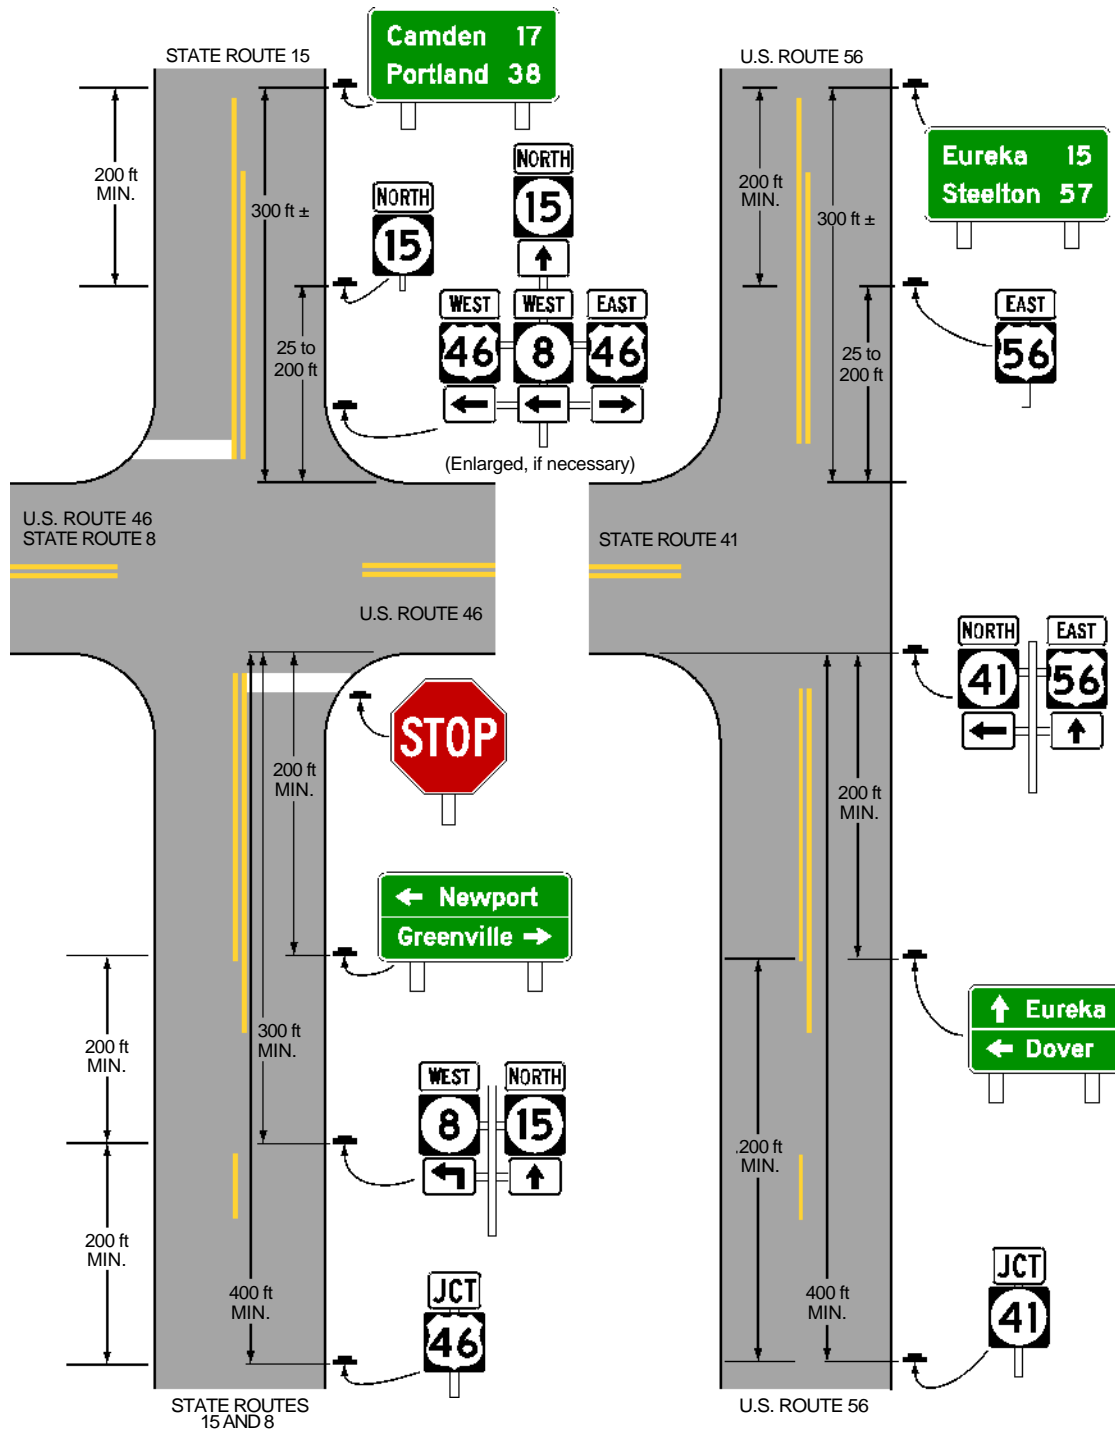 STATE ROUTE 15
Camden 17
Portland 38
200 ft
MIN.
300 ft ±
NORTH
15
NORTH
15
25 to
200 ft
WEST
46
WEST
8
EAST
46
(Enlarged, if necessary)
U.S. ROUTE 46
STATE ROUTE 8
U.S. ROUTE 46
STOP
200 ft
MIN.
Newport
Greenville
300 ft
MIN.
200 ft
MIN.
WEST
8
NORTH
15
200 ft
MIN.
400 ft
MIN.
JCT
46
STATE ROUTES
15 AND 8
U.S. ROUTE 56
Eureka 15
Steelton 57
200 ft
MIN.
300 ft ±
EAST
56
25 to
200 ft
STATE ROUTE 41
NORTH
41
EAST
56
200 ft
MIN.
Eureka
Dover
.200 ft
MIN.
400 ft
MIN.
JCT
41
U.S. ROUTE 56